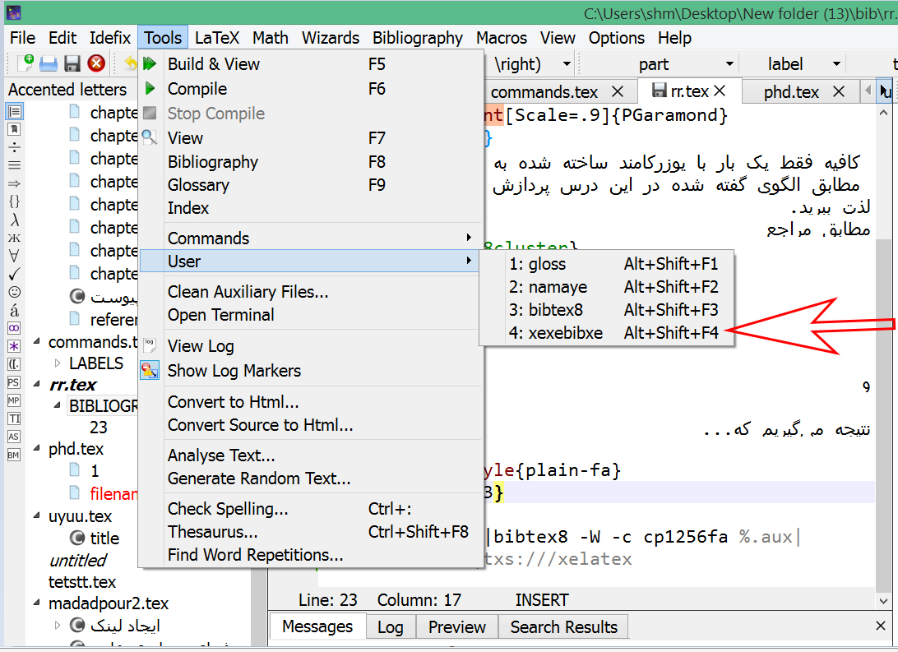 C:\Users\shm\Desktop\New folder (13)\bib\rr.
File Edit Idefix Tools LaTeX Math Wizards Bibliography Macros View Options Help
\right) part label
Accented letters
commands.tex rr.tex phd.tex
Build & View F5
Compile F6
Stop Compile
View F7
Bibliography F8
Glossary F9
Index
Commands
User
Clean Auxiliary Files...
Open Terminal
View Log
Show Log Markers
Convert to Html...
Convert Source to Html...
Analyse Text...
Generate Random Text...
Check Spelling... Ctrl+:
Thesaurus... Ctrl+Shift+F8
Find Word Repetitions...
1: gloss Alt+Shift+F1
2: namaye Alt+Shift+F2
3: bibtex8 Alt+Shift+F3
4: xexebibxe Alt+Shift+F4
chapte
chapte
chapte
chapte
chapte
chapte
chapte
chapte
پیوست
referen
commands.t
LABELS
rr.tex
BIBLIOGR
23
phd.tex
1
filenam
uyuu.tex
title
untitled
tetstt.tex
madadpour2.tex
ایجاد لینک
nt[Scale=.9]{PGaramond}
}
کافیه فقط یک بار با یوزرکامند ساخته شده به
مطابق الگوی گفته شده در این درس پردازش
لذت ببرید.
مطابق مراجع
8cluster}
و
نتیجه می‌گیریم که...
yle{plain-fa}
3}
|bibtex8 -W -c cp1256fa %.aux|
txs:///xelatex
Line: 23 Column: 17 INSERT
Messages Log Preview Search Results